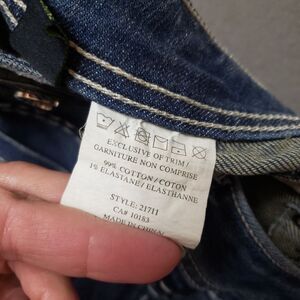 EXCLUSIVE OF TRIM/
GARNITURE NON COMPRISE
99% COTTON/COTON
1% ELASTANE/ELASTHANNE
STYLE: 21711
CA# 10183
MADE IN CHINA